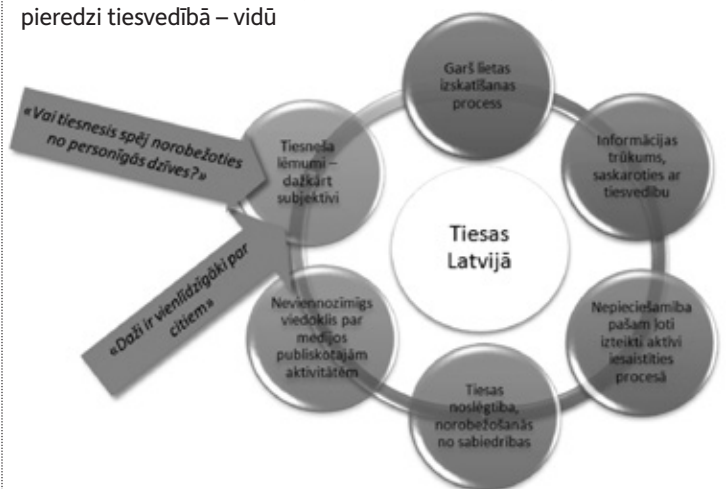 pieredzi tiesvedībā – vidū
Garš lietas
izskatīšanas
process
Informācijas
trūkums,
saskaroties ar
tiesvedību
Nepieciešamība
pašam ļoti
izteikti aktīvi
iesaistīties
procesā
Tiesas
noslēgtība,
norobežošanās
no sabiedrības
Neviennozīmīgs
viedoklis par
medijos
publiskotajām
aktivitātēm
Tiesneša
lēmumi –
dažkārt
subjektīvi
Tiesas
Latvijā
«Vai tiesnesis spēj norobežoties
no personīgās dzīves?»
«Daži ir vienlīdzīgāki par
citiem»